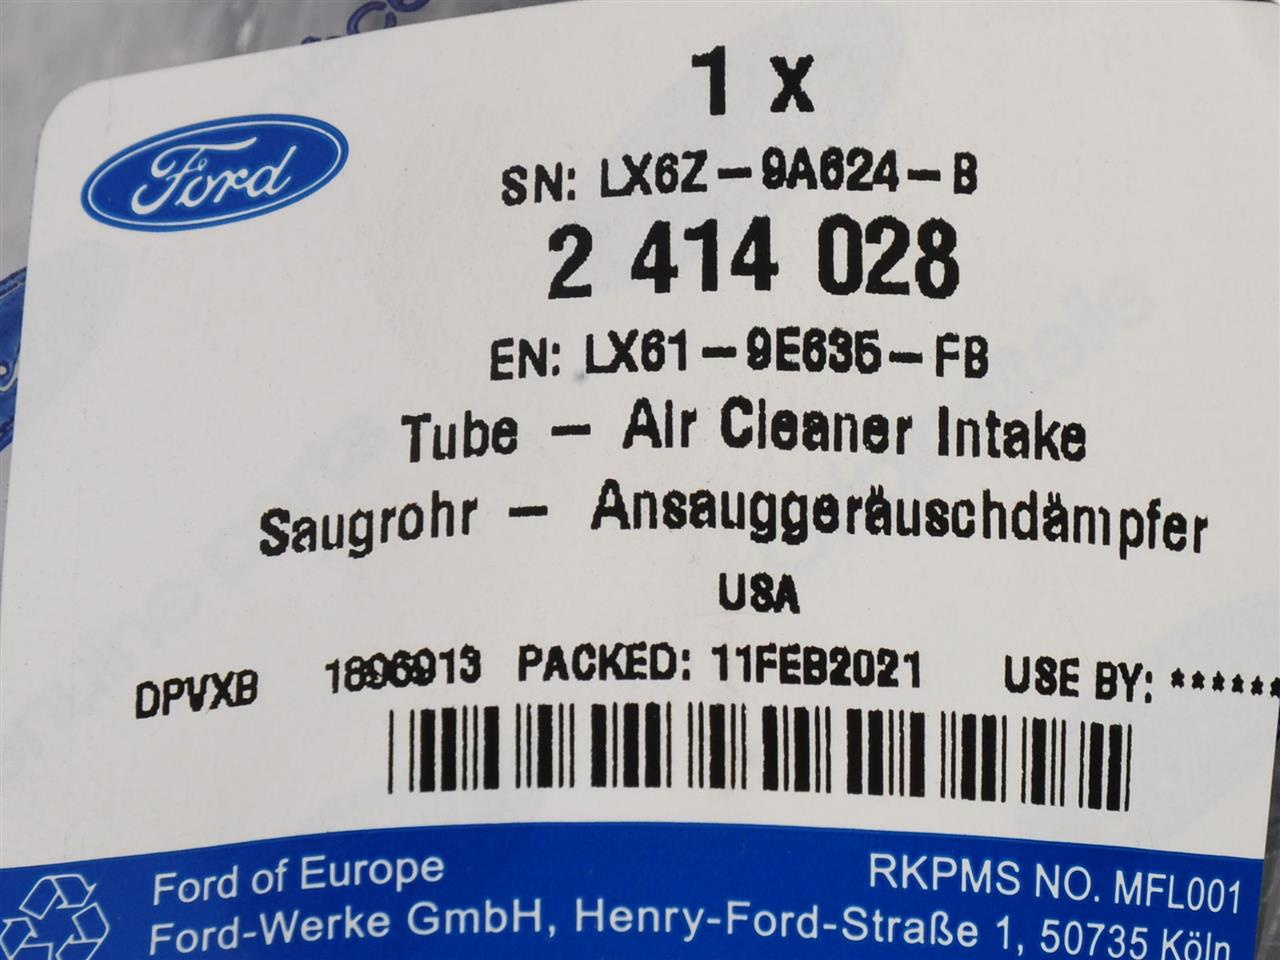 1 x
Ford
SN: LX6Z-9A624-B
2 414 028
EN: LX61-9E635-FB
Tube - Air Cleaner Intake
Saugrohr - Ansauggeräuschdämpfer
USA
DPVXB 1896913 PACKED: 11FEB2021 USE BY: ******
Ford of Europe RKPMS NO. MFL001
Ford-Werke GmbH, Henry-Ford-Straße 1, 50735 Köln